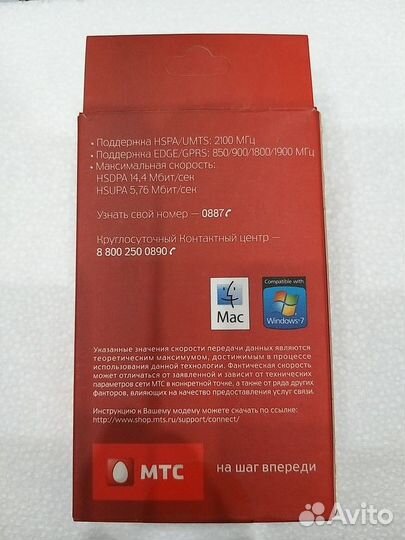 • Поддержка HSPA/UMTS: 2100 МГц
• Поддержка EDGE/GPRS: 850/900/1800/1900 МГц
• Максимальная скорость:
HSDPA 14,4 Мбит/сек
HSUPA 5,76 Мбит/сек
Узнать свой номер — 0887
Круглосуточный Контактный центр —
8 800 250 0890
Mac
Compatible with
Windows 7
Указанные значения скорости передачи данных являются
теоретическим максимумом, достижимым в процессе
использования данной технологии. Фактическая скорость
может отличаться от заявленной и зависит от технических
параметров сети МТС в конкретной точке, а также от ряда других
факторов, влияющих на качество предоставления услуг связи.
Инструкцию к Вашему модему можете скачать по ссылке:
http://www.shop.mts.ru/support/connect/
МТС
на шаг впереди
Avito